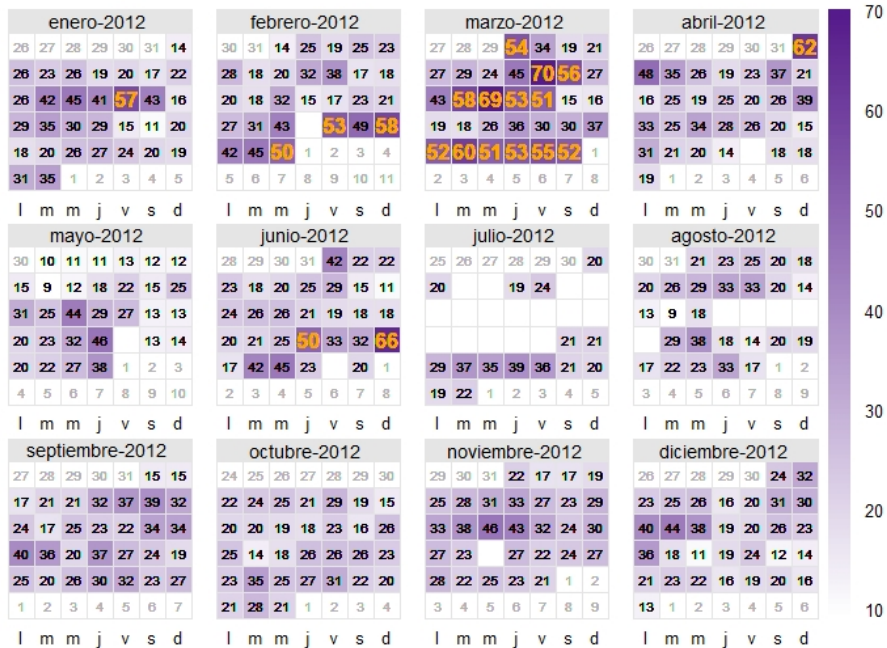 enero-2012 febrero-2012 marzo-2012 abril-2012 70
26 27 28 29 30 31 14 30 31 14 25 19 25 23 27 28 29 54 34 19 21 26 27 28 29 30 31 62
26 23 26 19 20 17 22 28 18 20 32 38 17 18 27 29 24 45 70 56 27 48 35 26 19 23 37 21
26 42 45 41 57 43 16 20 18 32 15 17 23 21 43 58 69 53 51 15 16 16 25 19 25 20 26 39
29 35 30 29 15 11 20 27 31 43 53 49 58 19 18 26 36 30 30 37 33 25 34 28 26 20 15
60
18 20 26 27 24 20 19 42 45 50 1 2 3 4 52 60 51 53 55 52 1 31 21 20 14 18 18
31 35 1 2 3 4 5 5 6 7 8 9 10 11 2 3 4 5 6 7 8 19 1 2 3 4 5 6
l m m j v s d l m m j v s d l m m j v s d l m m j v s d 50
mayo-2012 junio-2012 julio-2012 agosto-2012
30 10 11 11 13 12 12 28 29 30 31 42 22 22 25 26 27 28 29 30 20 30 31 21 23 25 20 18
15 9 12 18 22 15 25 23 18 20 25 29 15 11 20 19 24 20 26 29 33 33 20 14
31 25 44 29 27 13 13 24 26 26 21 19 18 18 13 9 18 40
20 23 32 46 13 14 20 21 25 50 33 32 66 21 21 29 38 18 14 20 19
20 22 27 38 1 2 3 17 42 45 23 20 1 29 37 35 39 36 21 20 17 22 23 33 17 1 2
4 5 6 7 8 9 10 2 3 4 5 6 7 8 19 22 1 2 3 4 5 3 4 5 6 7 8 9
30
l m m j v s d l m m j v s d l m m j v s d l m m j v s d
septiembre-2012 octubre-2012 noviembre-2012 diciembre-2012
27 28 29 30 31 15 15 24 25 26 27 28 29 30 29 30 31 22 17 17 19 26 27 28 29 30 24 32
17 21 21 32 37 39 32 22 24 25 21 29 19 15 25 28 31 33 27 23 29 23 25 26 16 20 31 30
20
24 17 25 23 22 34 34 20 20 19 18 23 16 26 33 38 46 43 32 24 30 40 44 38 19 20 26 23
40 36 20 37 27 24 19 25 14 18 26 26 26 23 27 23 27 22 24 27 36 18 11 19 24 12 14
25 20 26 30 32 23 27 23 35 25 27 31 22 20 28 22 25 23 21 1 2 21 23 22 16 19 20 16
1 2 3 4 5 6 7 21 28 21 1 2 3 4 3 4 5 6 7 8 9 13 1 2 3 4 5 6
10
l m m j v s d l m m j v s d l m m j v s d l m m j v s d